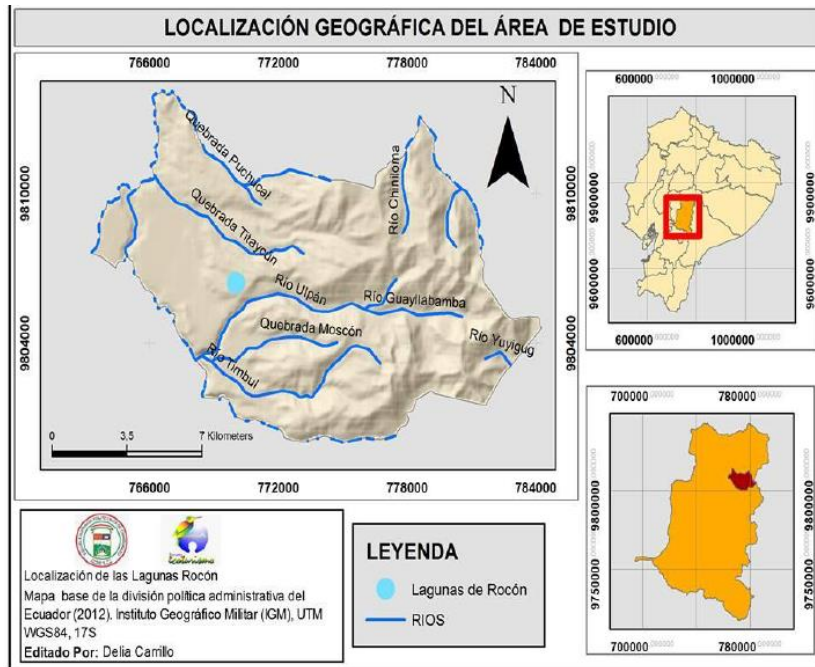 LOCALIZACIÓN GEOGRÁFICA DEL ÁREA DE ESTUDIO
766000 772000 778000 784000
N
9810000
9804000
Quebrada Puchucal
Río Chiniloma
Quebrada Titaycún
Río Ulpán
Río Guayllabamba
Quebrada Moscón
Río Yuyigug
Río Timbul
0 3,5 7 Kilometers
9810000
9804000
766000 772000 778000 784000
600000 1000000
9900000
9600000
9900000
9600000
600000 1000000
700000 780000
9800000
9750000
9800000
9750000
700000 780000
Localización de las Lagunas Rocón
Mapa base de la división política administrativa del
Ecuador (2012). Instituto Geográfico Militar (IGM), UTM
WGS84, 17S
Editado Por: Delia Carrillo
LEYENDA
Lagunas de Rocón
RIOS